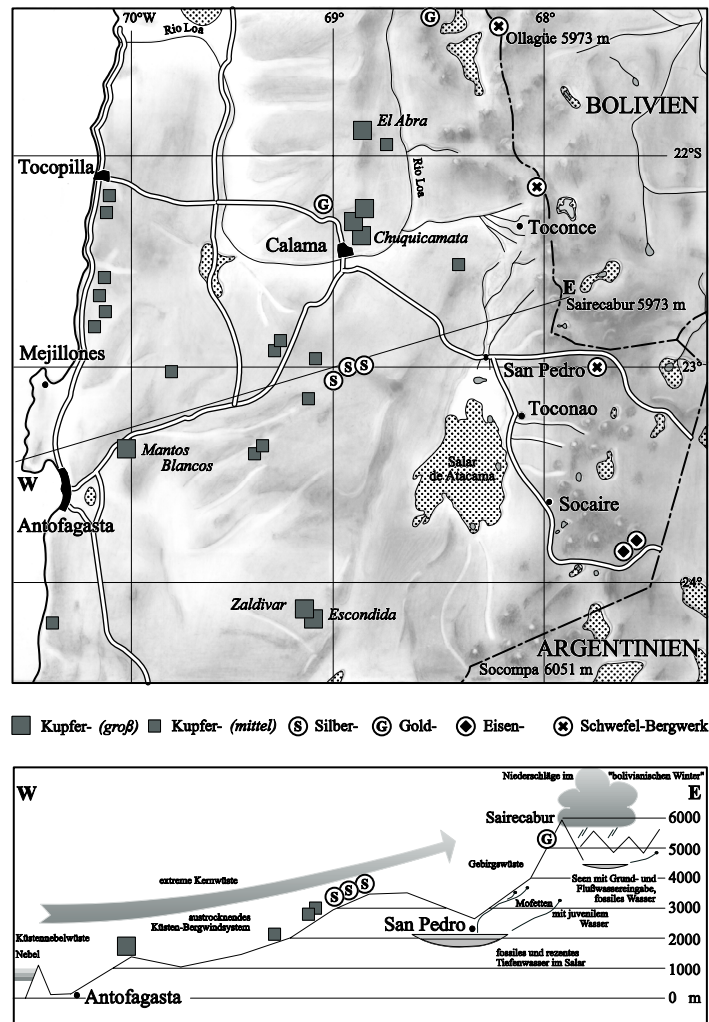 70°W
69°
68°
Rio Loa
G
Ollagüe 5973 m
BOLIVIEN
El Abra
22°S
Tocopilla
Rio Loa
G
Chuquicamata
Calama
Toconce
E
Sairecabur 5973 m
Mejillones
23°
S S S
San Pedro
Toconao
Mantos
Blancos
Salar
de Atacama
W
Antofagasta
Socaire
24°
Zaldivar
Escondida
ARGENTINIEN
Socompa 6051 m
Kupfer- (groß) Kupfer- (mittel) S Silber- G Gold- Eisen- Schwefel-Bergwerk
W
Niederschläge im "bolivianischen Winter"
E
Sairecabur
6000
G
5000
Gebirgswüste
4000
extreme Kernwüste
S S S
Seen mit Grund- und
Flußwassereingabe,
fossiles Wasser
Mofetten
3000
austrocknendes
Küsten-Bergwindsystem
mit juvenilem
Wasser
San Pedro
2000
Küstennebelwüste
Nebel
fossiles und rezentes
Tiefenwasser im Salar
1000
Antofagasta
0 m